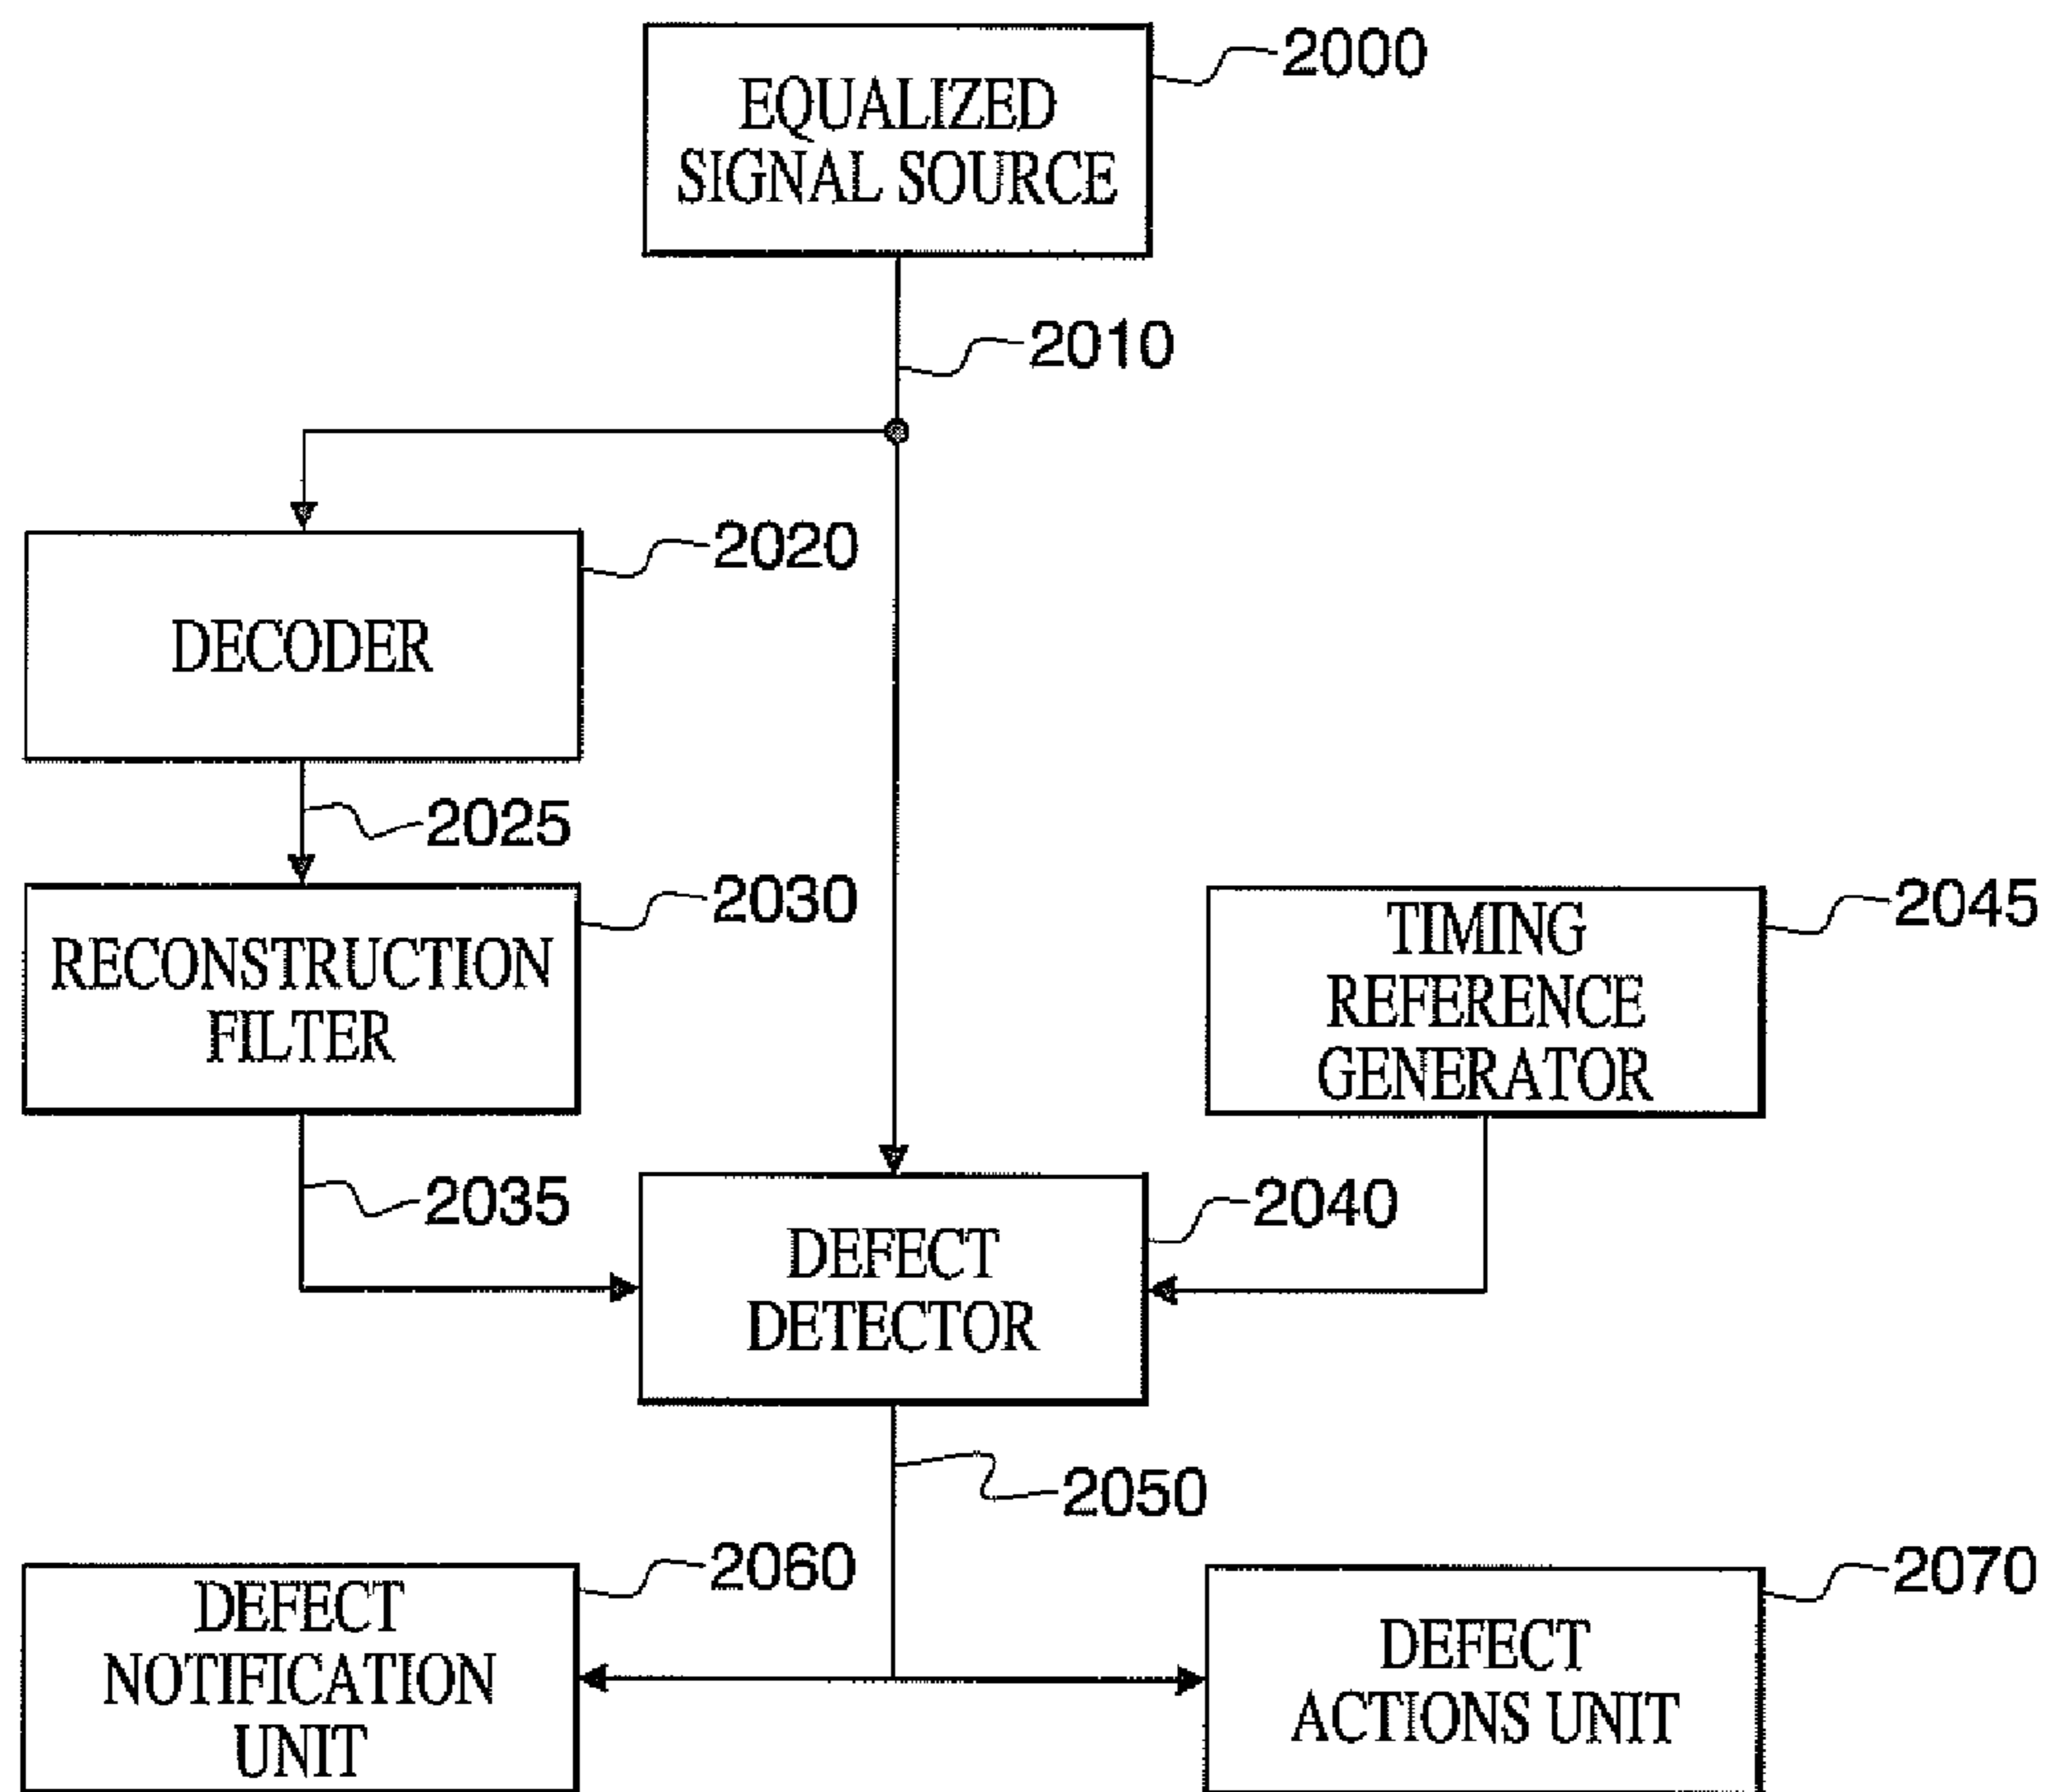 EQUALIZED
SIGNAL SOURCE
2000
2010
DECODER
2020
2025
RECONSTRUCTION
FILTER
2030
TIMING
REFERENCE
GENERATOR
2045
2035
DEFECT
DETECTOR
2040
2050
DEFECT
NOTIFICATION
UNIT
2060
DEFECT
ACTIONS UNIT
2070